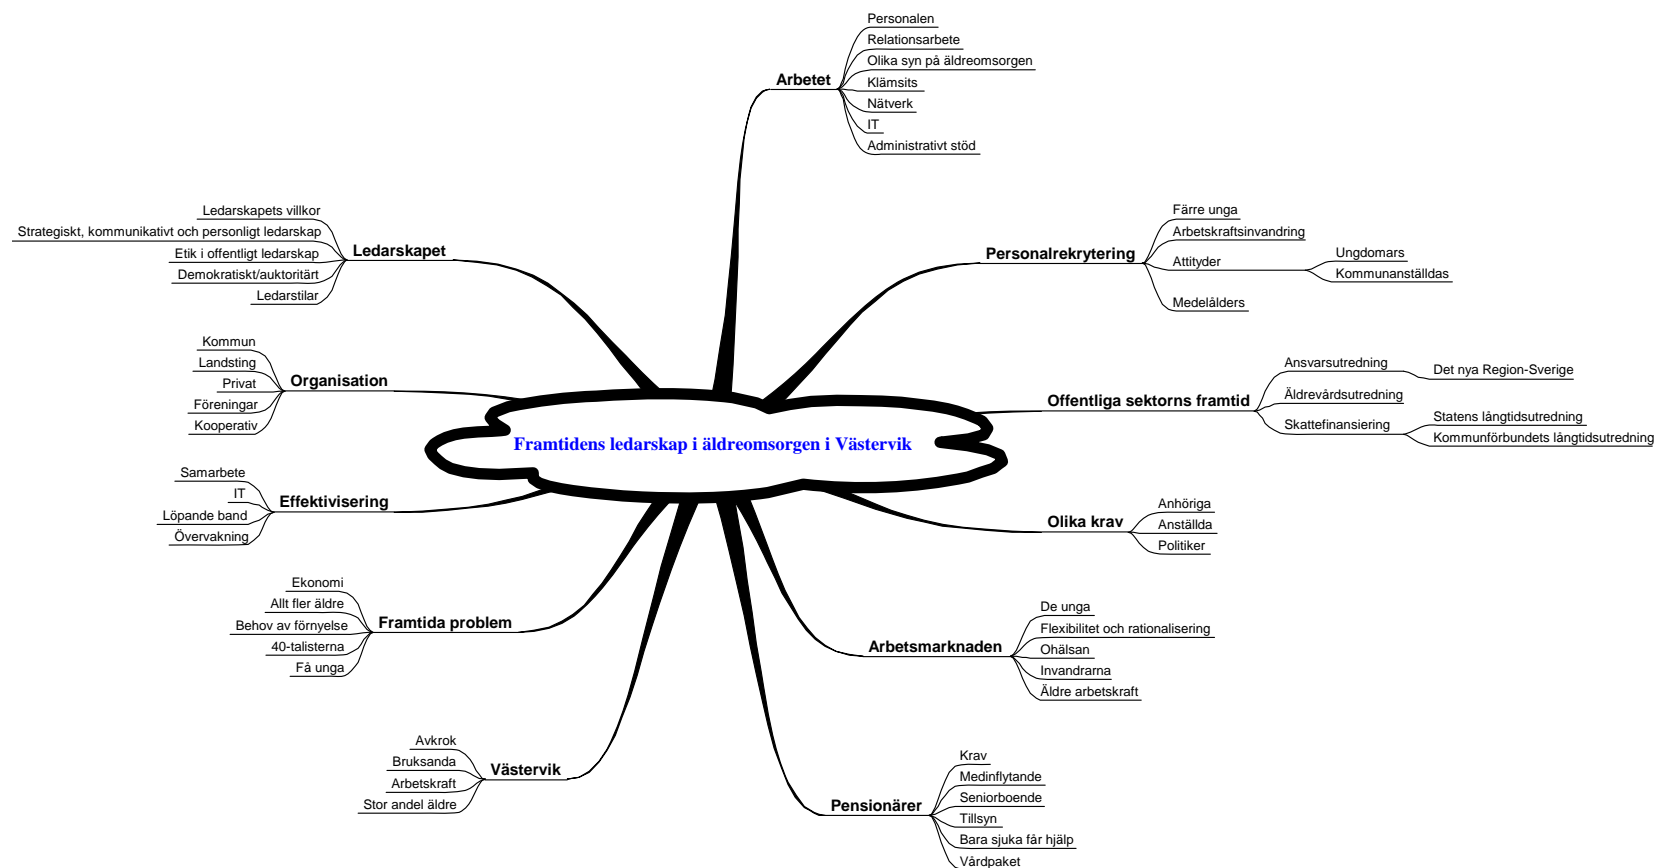 Arbetet
Personalen
Relationsarbete
Olika syn på äldreomsorgen
Klämsits
Nätverk
IT
Administrativt stöd
Ledarskapet
Ledarskapets villkor
Strategiskt, kommunikativt och personligt ledarskap
Etik i offentligt ledarskap
Demokratiskt/auktoritärt
Ledarstilar
Personalrekrytering
Färre unga
Arbetskraftsinvandring
Attityder
Ungdomars
Kommunanställdas
Medelålders
Organisation
Kommun
Landsting
Privat
Föreningar
Kooperativ
Offentliga sektorns framtid
Ansvarsutredning
Det nya Region-Sverige
Äldrevårdsutredning
Skattefinansiering
Statens långtidsutredning
Kommunförbundets långtidsutredning
Framtidens ledarskap i äldreomsorgen i Västervik
Effektivisering
Samarbete
IT
Löpande band
Övervakning
Olika krav
Anhöriga
Anställda
Politiker
Framtida problem
Ekonomi
Allt fler äldre
Behov av förnyelse
40-talisterna
Få unga
Arbetsmarknaden
De unga
Flexibilitet och rationalisering
Ohälsan
Invandrarna
Äldre arbetskraft
Västervik
Avkrok
Bruksanda
Arbetskraft
Stor andel äldre
Pensionärer
Krav
Medinflytande
Seniorboende
Tillsyn
Bara sjuka får hjälp
Vårdpaket